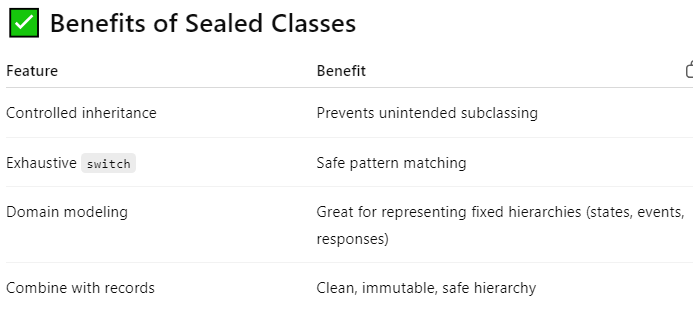 ✅ Benefits of Sealed Classes
Feature Benefit
Controlled inheritance Prevents unintended subclassing
Exhaustive switch Safe pattern matching
Domain modeling Great for representing fixed hierarchies (states, events,
responses)
Combine with records Clean, immutable, safe hierarchy